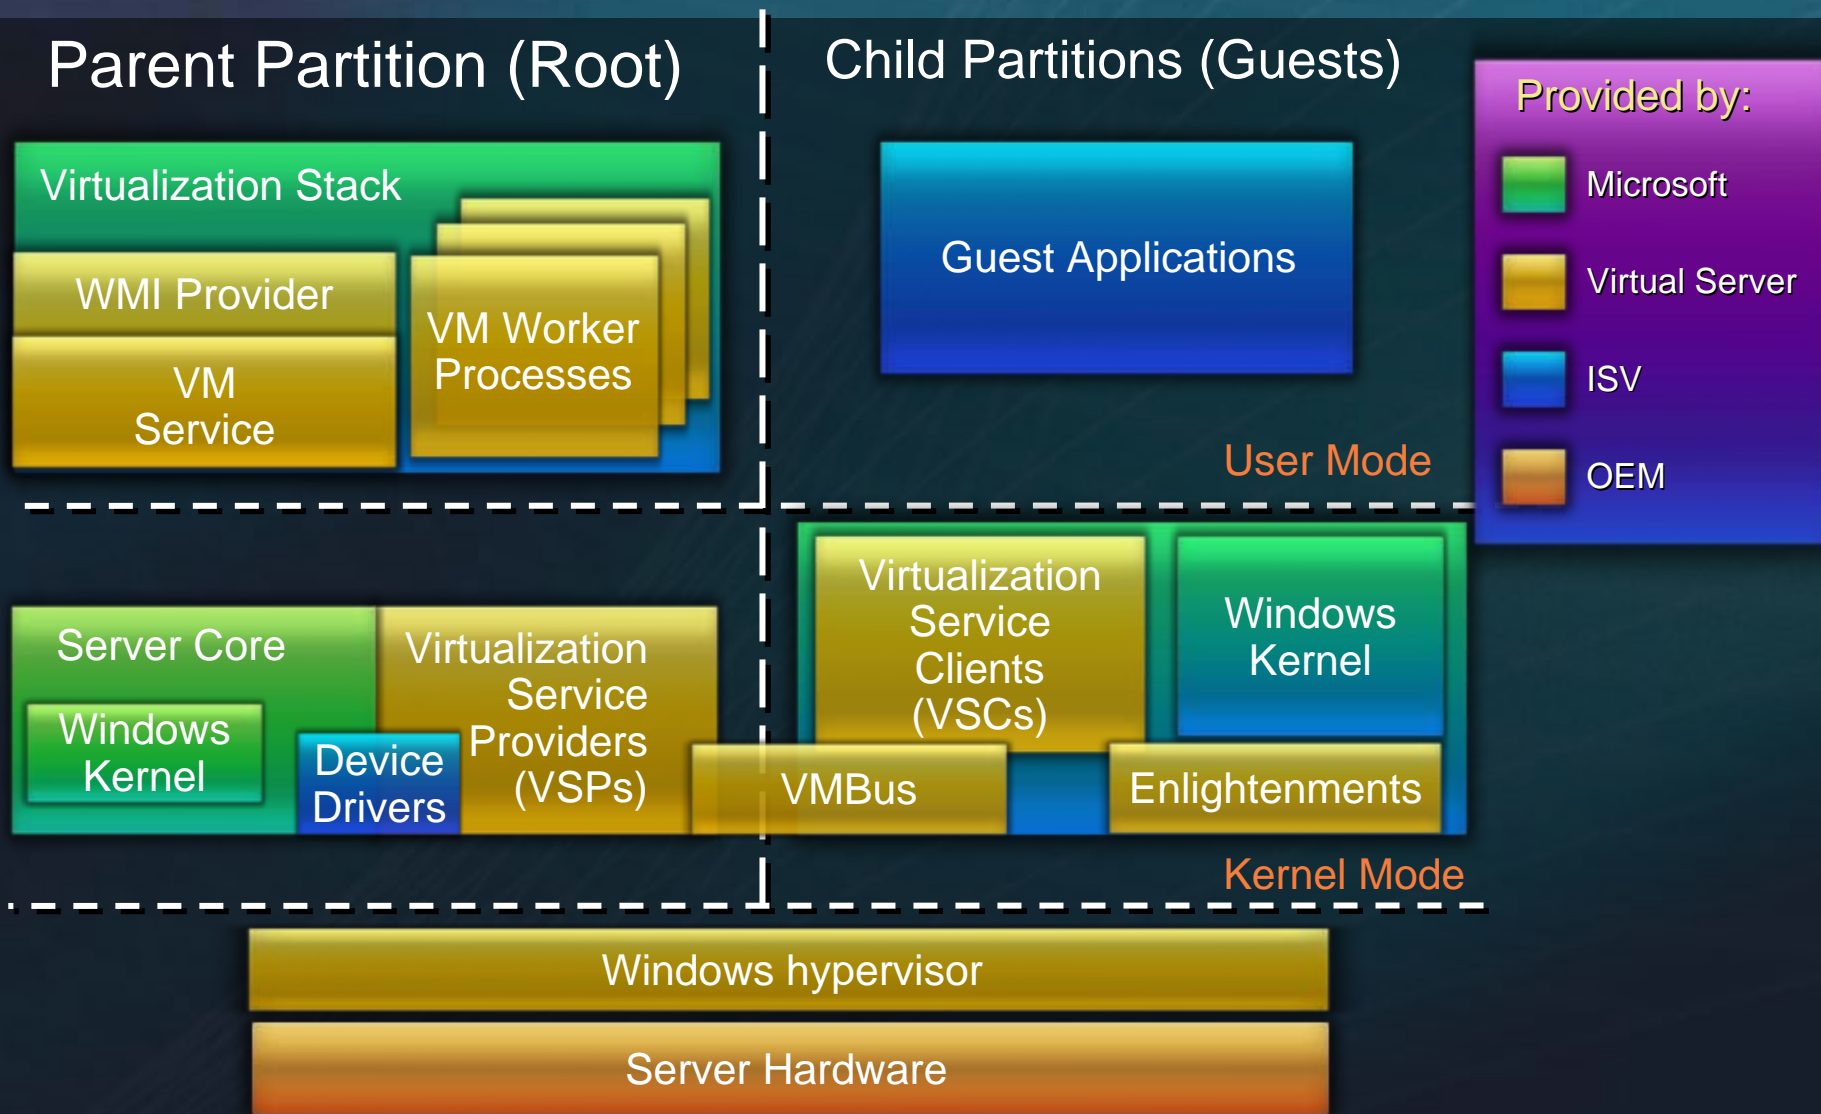 Parent Partition (Root)
Child Partitions (Guests)
Provided by:
Microsoft
Virtual Server
ISV
OEM
Virtualization Stack
WMI Provider
VM
Service
VM Worker
Processes
Guest Applications
User Mode
Server Core
Windows
Kernel
Device
Drivers
Virtualization
Service
Providers
(VSPs)
VMBus
Virtualization
Service
Clients
(VSCs)
Windows
Kernel
Enlightenments
Kernel Mode
Windows hypervisor
Server Hardware